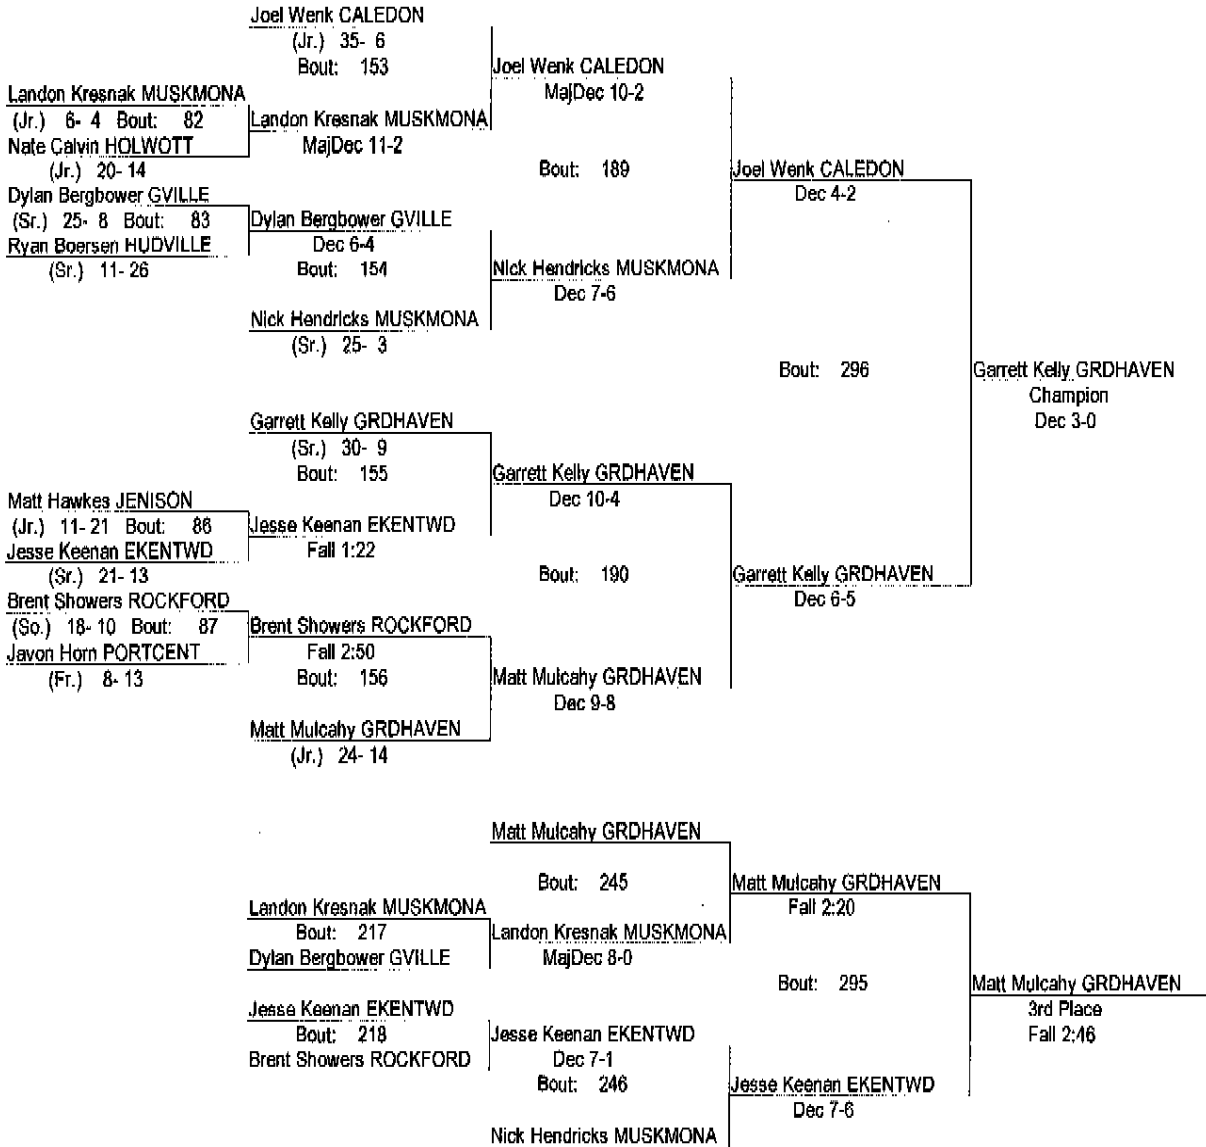 Joel Wenk CALEDON
(Jr.) 35- 6
Bout: 153
Joel Wenk CALEDON
MajDec 10-2
Landon Kresnak MUSKMONA
(Jr.) 6- 4 Bout: 82
Landon Kresnak MUSKMONA
MajDec 11-2
Nate Calvin HOLWOTT
(Jr.) 20- 14
Bout: 189
Joel Wenk CALEDON
Dec 4-2
Dylan Bergbower GVILLE
(Sr.) 25- 8 Bout: 83
Dylan Bergbower GVILLE
Dec 6-4
Bout: 154
Ryan Boersen HUDVILLE
(Sr.) 11- 26
Nick Hendricks MUSKMONA
Dec 7-6
Nick Hendricks MUSKMONA
(Sr.) 25- 3
Bout: 296
Garrett Kelly GRDHAVEN
Champion
Dec 3-0
Garrett Kelly GRDHAVEN
(Sr.) 30- 9
Bout: 155
Garrett Kelly GRDHAVEN
Dec 10-4
Matt Hawkes JENISON
(Jr.) 11- 21 Bout: 86
Jesse Keenan EKENTWD
Fall 1:22
Jesse Keenan EKENTWD
(Sr.) 21- 13
Bout: 190
Garrett Kelly GRDHAVEN
Dec 6-5
Brent Showers ROCKFORD
(So.) 18- 10 Bout: 87
Brent Showers ROCKFORD
Fall 2:50
Bout: 156
Javon Horn PORTCENT
(Fr.) 8- 13
Matt Mulcahy GRDHAVEN
Dec 9-8
Matt Mulcahy GRDHAVEN
(Jr.) 24- 14
Matt Mulcahy GRDHAVEN
Bout: 245
Matt Mulcahy GRDHAVEN
Fall 2:20
Landon Kresnak MUSKMONA
Bout: 217
Landon Kresnak MUSKMONA
MajDec 8-0
Dylan Bergbower GVILLE
Bout: 295
Matt Mulcahy GRDHAVEN
3rd Place
Fall 2:46
Jesse Keenan EKENTWD
Bout: 218
Jesse Keenan EKENTWD
Dec 7-1
Brent Showers ROCKFORD
Bout: 246
Jesse Keenan EKENTWD
Dec 7-6
Nick Hendricks MUSKMONA